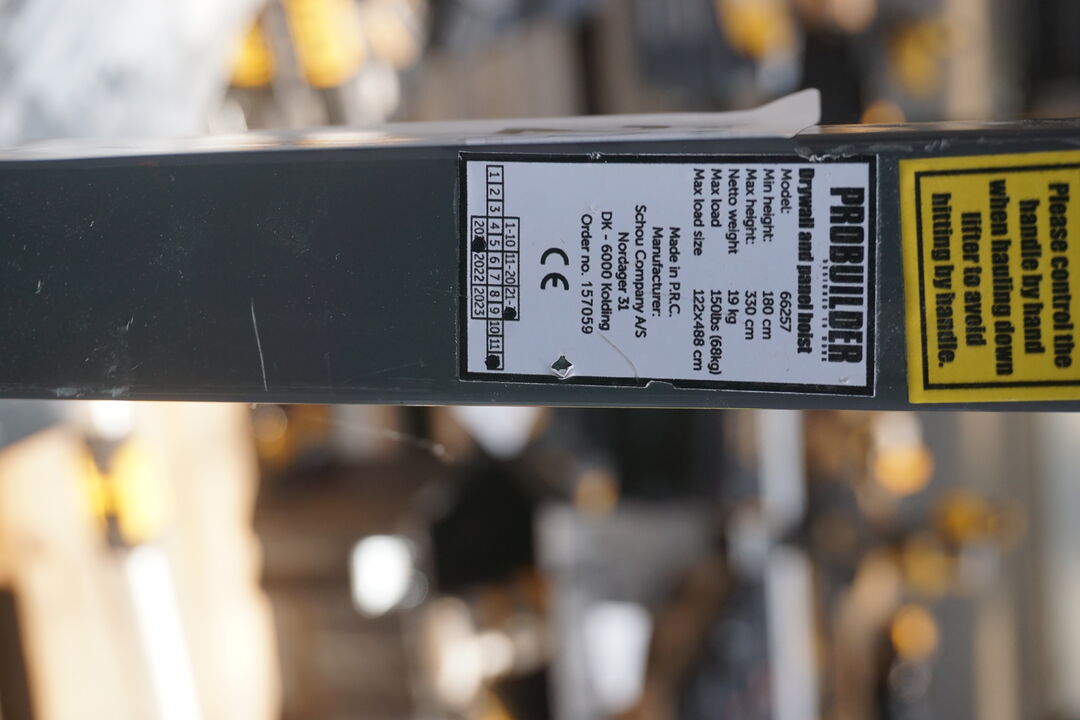 PROBUILDER
DESIGNED TO WORK
Drywall and panel hoist
Model: 66257
Min height: 180 cm
Max height: 330 cm
Netto weight 19 kg
Max load 150lbs (68kg)
Max load size 122x488 cm
Made in P.R.C.
Manufacturer:
Schou Company A/S
Nordager 31
DK - 6000 Kolding
Order no. 157059
CE
1-10 11-20 21-
1 2 3 4 5 6 7 8 9 10 11
20 2022 2023
Please control the
handle by hand
when hauling down
lifter to avoid
hitting by handle.